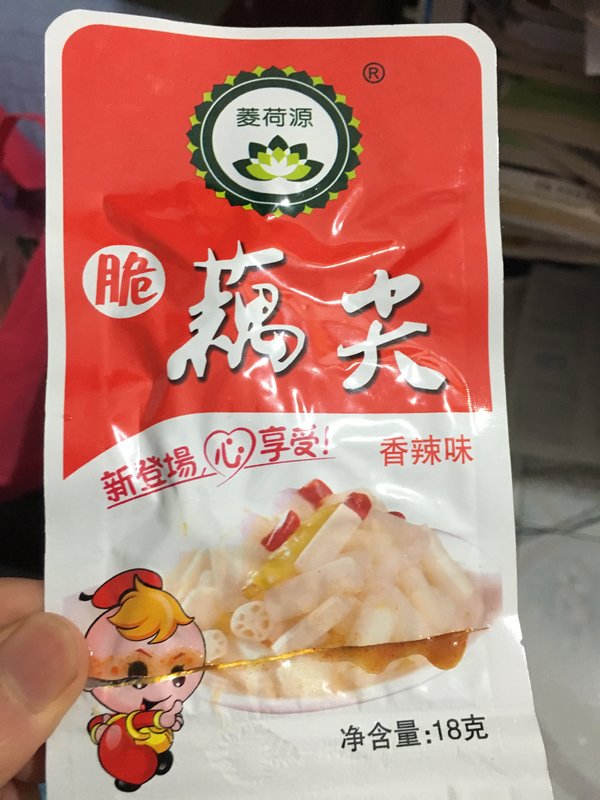 菱荷源
®
脆
藕尖
新登場,心享受!
香辣味
净含量:18克